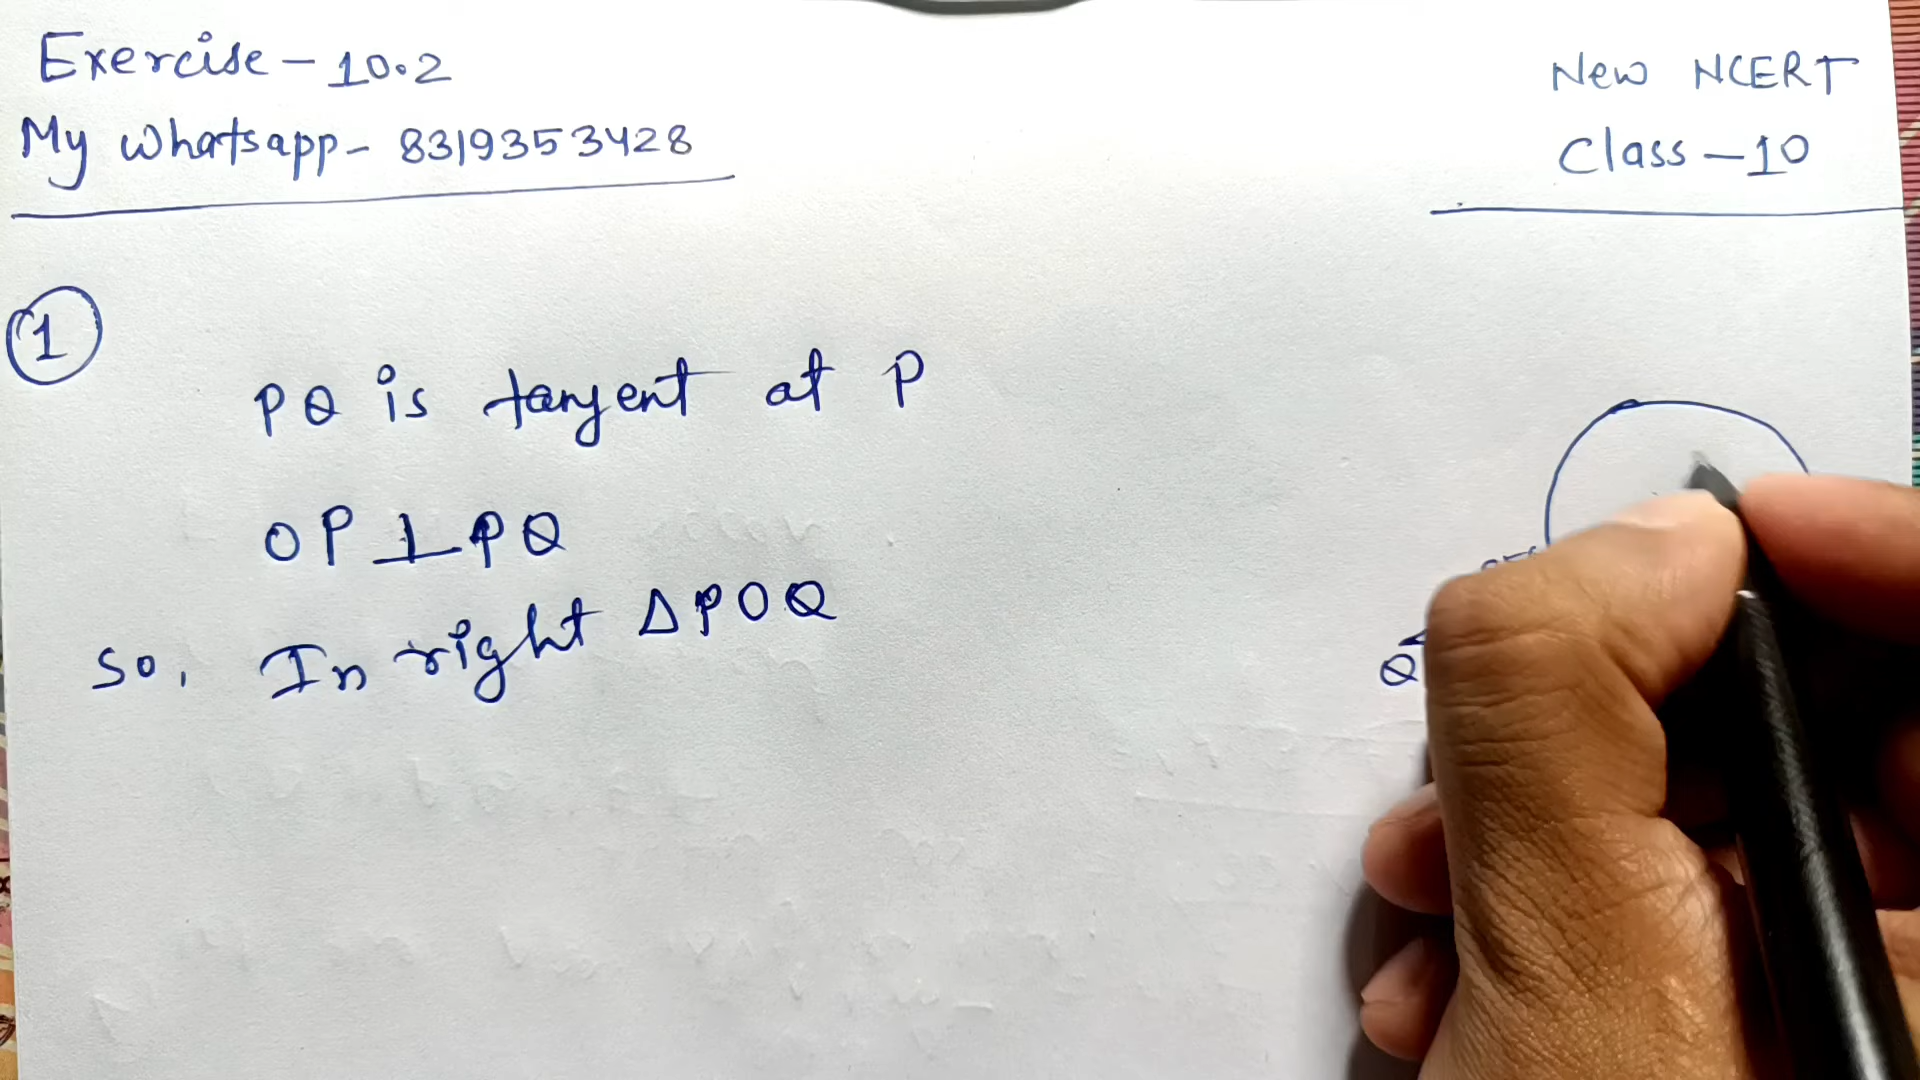 Exercise - 10.2
My whatsapp - 8319353428
New NCERT
Class - 10
1
PQ is tangent at P
OP ⊥ PQ
So, In right △POQ
Q